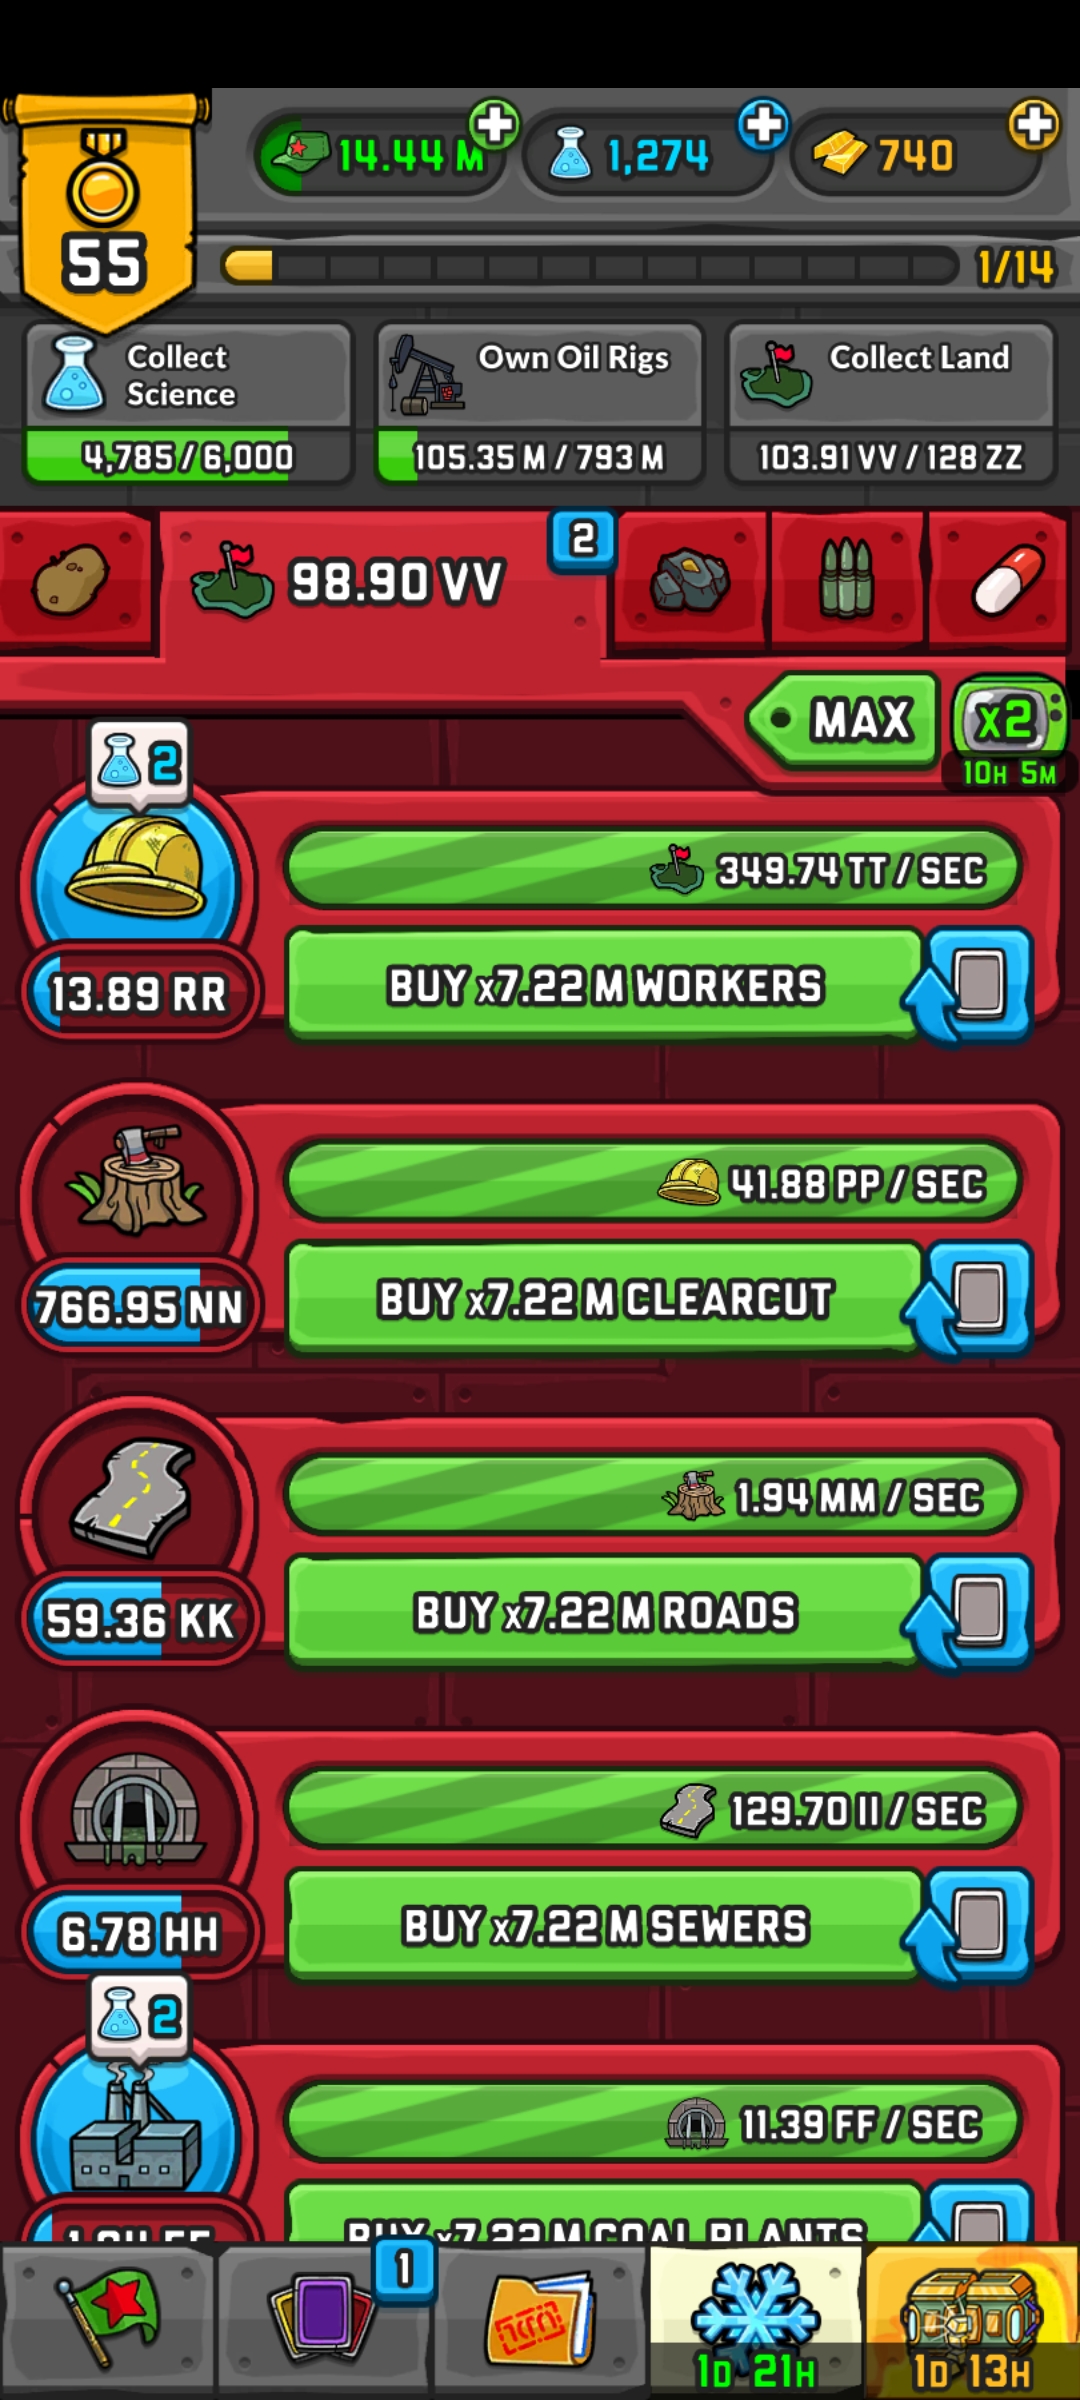 14.44 M
1,274
740
55
1/14
Collect
Science
4,785 / 6,000
Own Oil Rigs
105.35 M / 793 M
Collect Land
103.91 VV / 128 ZZ
98.90 VV
2
MAX
x2
10H 5M
2
349.74 TT / SEC
13.89 RR
BUY x7.22 M WORKERS
41.88 PP / SEC
766.95 NN
BUY x7.22 M CLEARCUT
1.94 MM / SEC
59.36 KK
BUY x7.22 M ROADS
129.70 II / SEC
6.78 HH
BUY x7.22 M SEWERS
2
11.39 FF / SEC
BUY x7.22 M COAL PLANTS
1
1D 21H
1D 13H